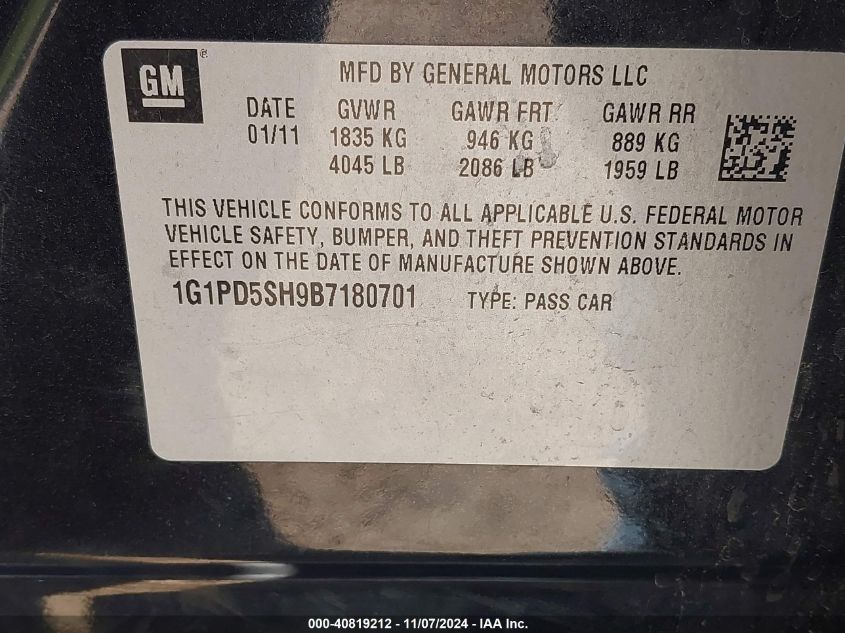 GM
MFD BY GENERAL MOTORS LLC
DATE GVWR GAWR FRT GAWR RR
01/11 1835 KG 946 KG 889 KG
4045 LB 2086 LB 1959 LB
THIS VEHICLE CONFORMS TO ALL APPLICABLE U.S. FEDERAL MOTOR
VEHICLE SAFETY, BUMPER, AND THEFT PREVENTION STANDARDS IN
EFFECT ON THE DATE OF MANUFACTURE SHOWN ABOVE.
1G1PD5SH9B7180701 TYPE: PASS CAR
000-40819212 - 11/07/2024 - IAA Inc.